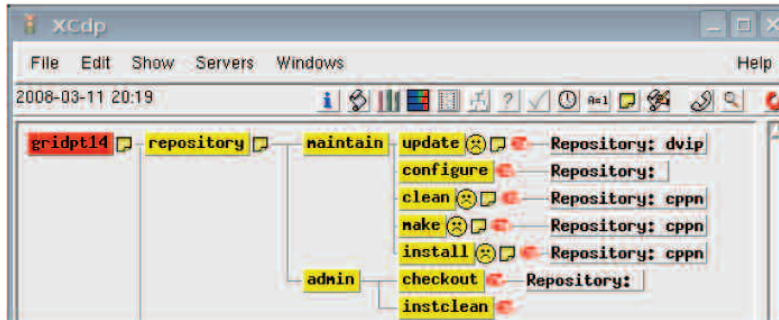 XCdp
File Edit Show Servers Windows Help
2008-03-11 20:19
i ? A=1
gridpt14 repository maintain update Repository: dvip
configure Repository:
clean Repository: cppn
make Repository: cppn
install Repository: cppn
admin checkout Repository:
instclean